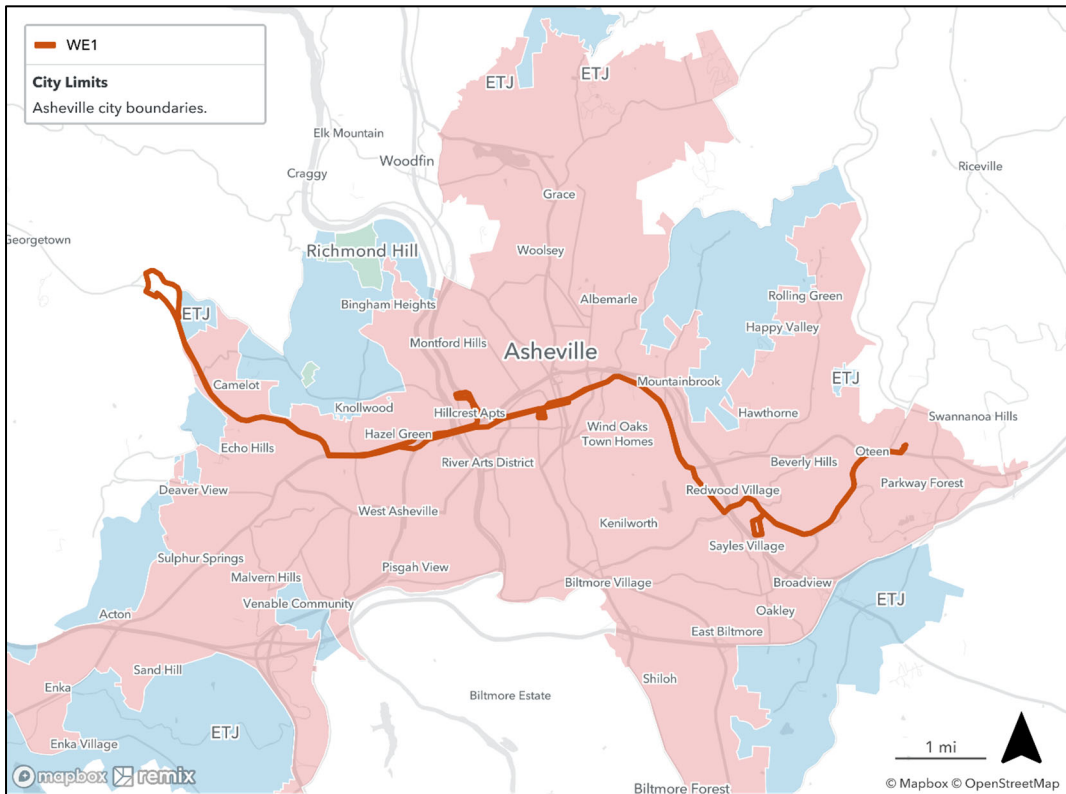 WE1
City Limits
Asheville city boundaries.
ETJ
ETJ
Elk Mountain
Woodfin
Craggy
Riceville
Grace
Georgetown
Richmond Hill
Woolsey
Bingham Heights
Albemarle
Rolling Green
ETJ
Happy Valley
Montford Hills
Asheville
Camelot
Mountainbrook
ETJ
Knollwood
Hillcrest Apts
Hawthorne
Swannanoa Hills
Hazel Green
Wind Oaks
Town Homes
Echo Hills
River Arts District
Beverly Hills
Oteen
Deaver View
Redwood Village
Parkway Forest
West Asheville
Kenilworth
Sayles Village
Sulphur Springs
Pisgah View
Malvern Hills
Biltmore Village
Broadview
Venable Community
ETJ
Acton
Oakley
East Biltmore
Sand Hill
Shiloh
Enka
Biltmore Estate
ETJ
Enka Village
1 mi
mapbox remix
Biltmore Forest
© Mapbox © OpenStreetMap